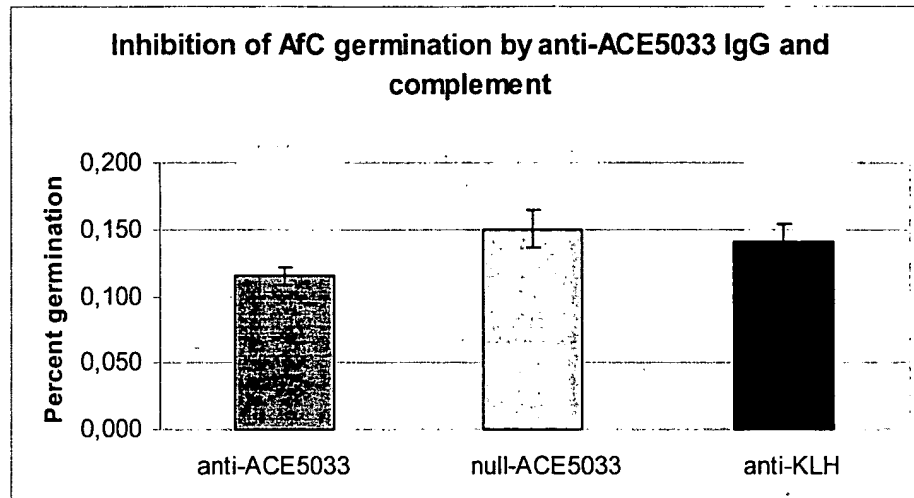 Inhibition of AfC germination by anti-ACE5033 IgG and
complement
Percent germination
0,200
0,150
0,100
0,050
0,000
anti-ACE5033
null-ACE5033
anti-KLH